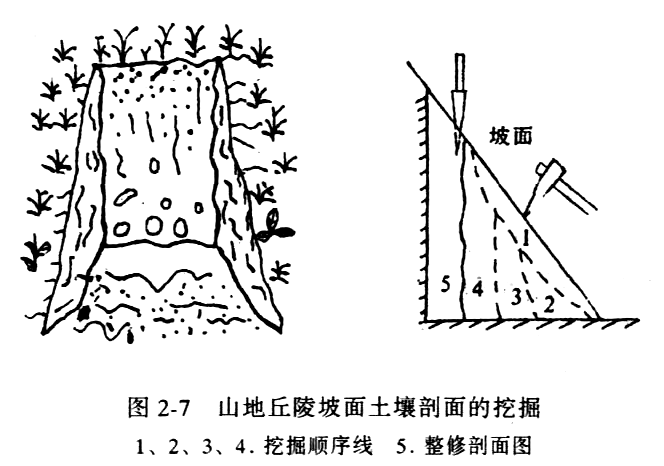 坡面
1
5 4 3 2
图 2-7 山地丘陵坡面土壤剖面的挖掘
1、2、3、4. 挖掘顺序线 5. 整修剖面图